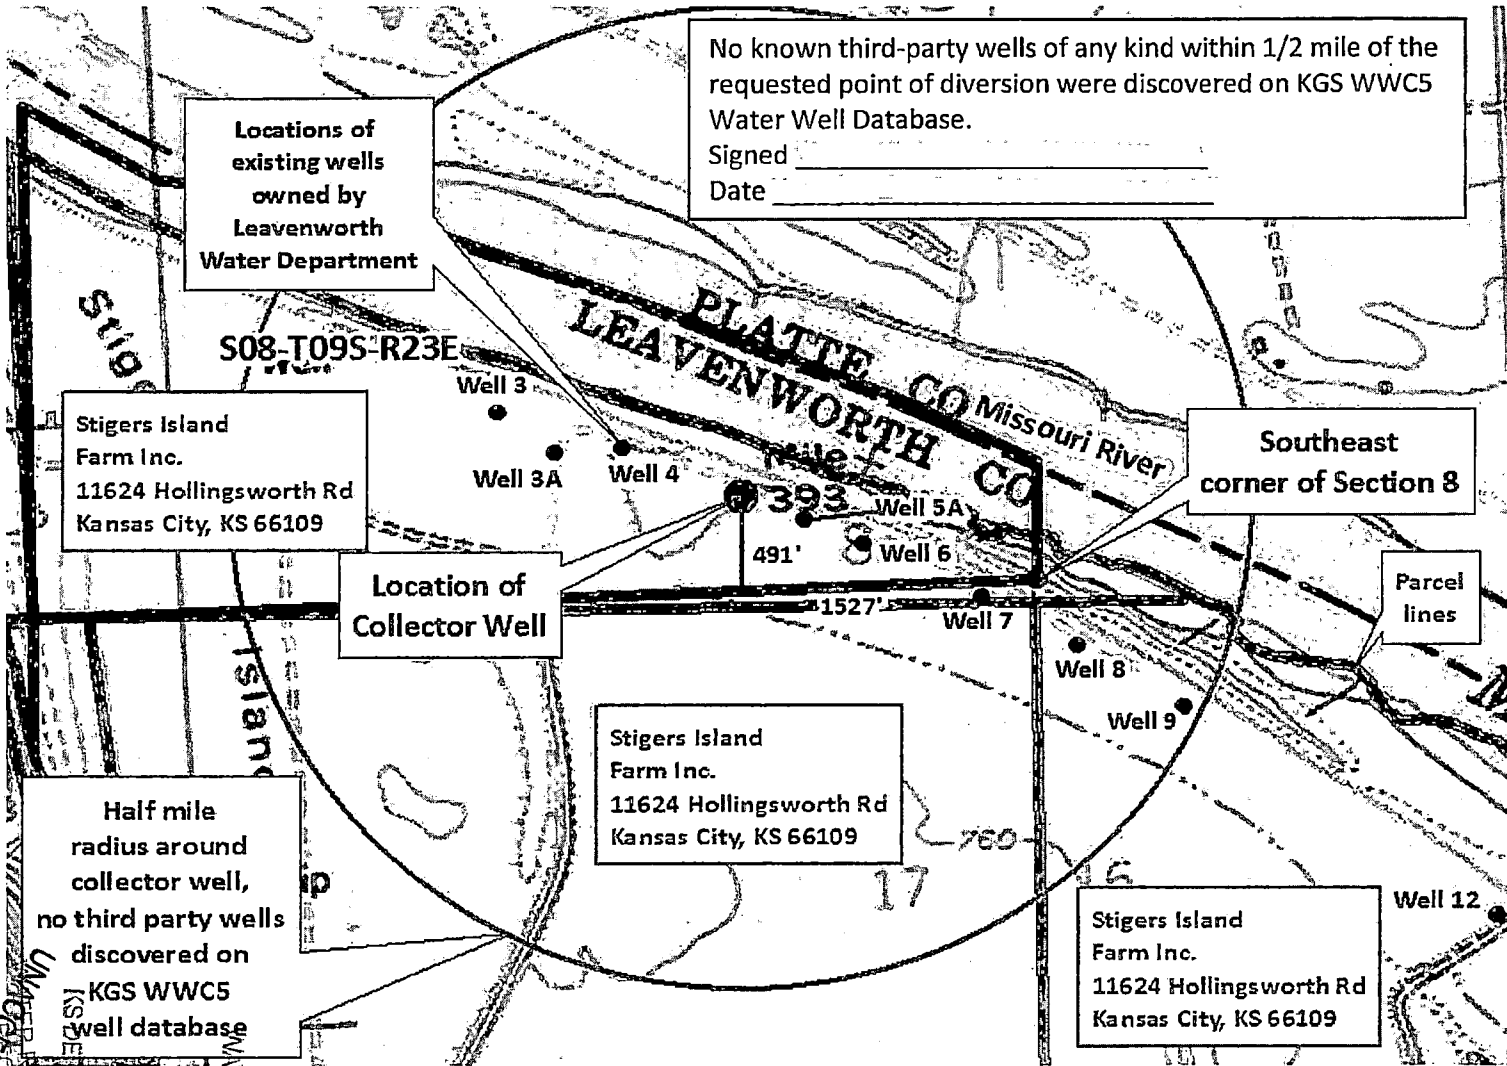 No known third-party wells of any kind within 1/2 mile of the
requested point of diversion were discovered on KGS WWC5
Water Well Database.
Signed
Date
Locations of
existing wells
owned by
Leavenworth
Water Department
S08-T09S-R23E
PLATTE CO
LEAVENWORTH CO
Missouri River
Well 3
Well 3A
Well 4
393
Well 5A
Well 6
8
491'
1527'
Well 7
Well 8
Well 9
Well 12
Southeast
corner of Section 8
Parcel
lines
Stigers Island
Farm Inc.
11624 Hollingsworth Rd
Kansas City, KS 66109
Location of
Collector Well
Island
Stigers Island
Farm Inc.
11624 Hollingsworth Rd
Kansas City, KS 66109
760
17
Half mile
radius around
collector well,
no third party wells
discovered on
KGS WWC5
well database
Stigers Island
Farm Inc.
11624 Hollingsworth Rd
Kansas City, KS 66109